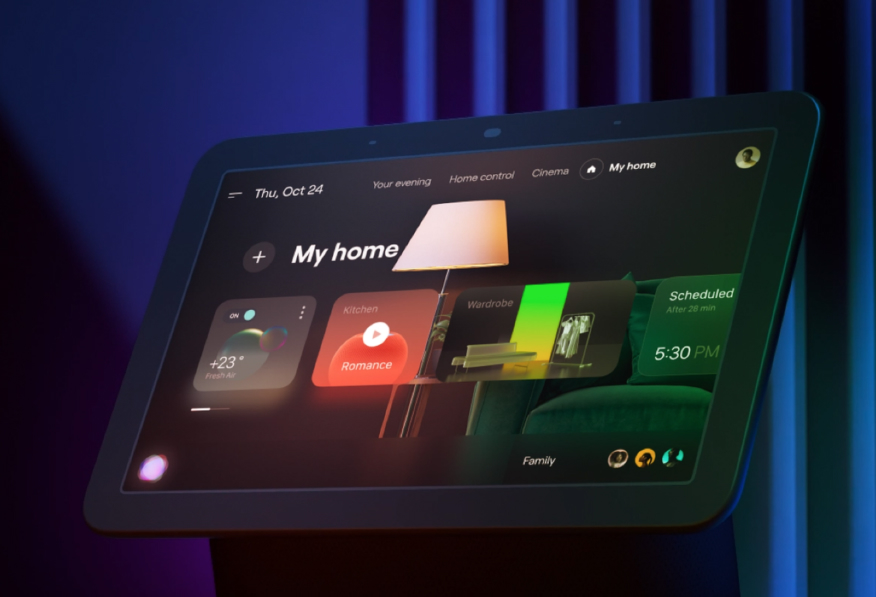 Thu, Oct 24
Your evening
Home control
Cinema
My home
My home
ON
+23°
Fresh Air
Kitchen
Romance
Wardrobe
Scheduled
After 28 min
5:30 PM
Family